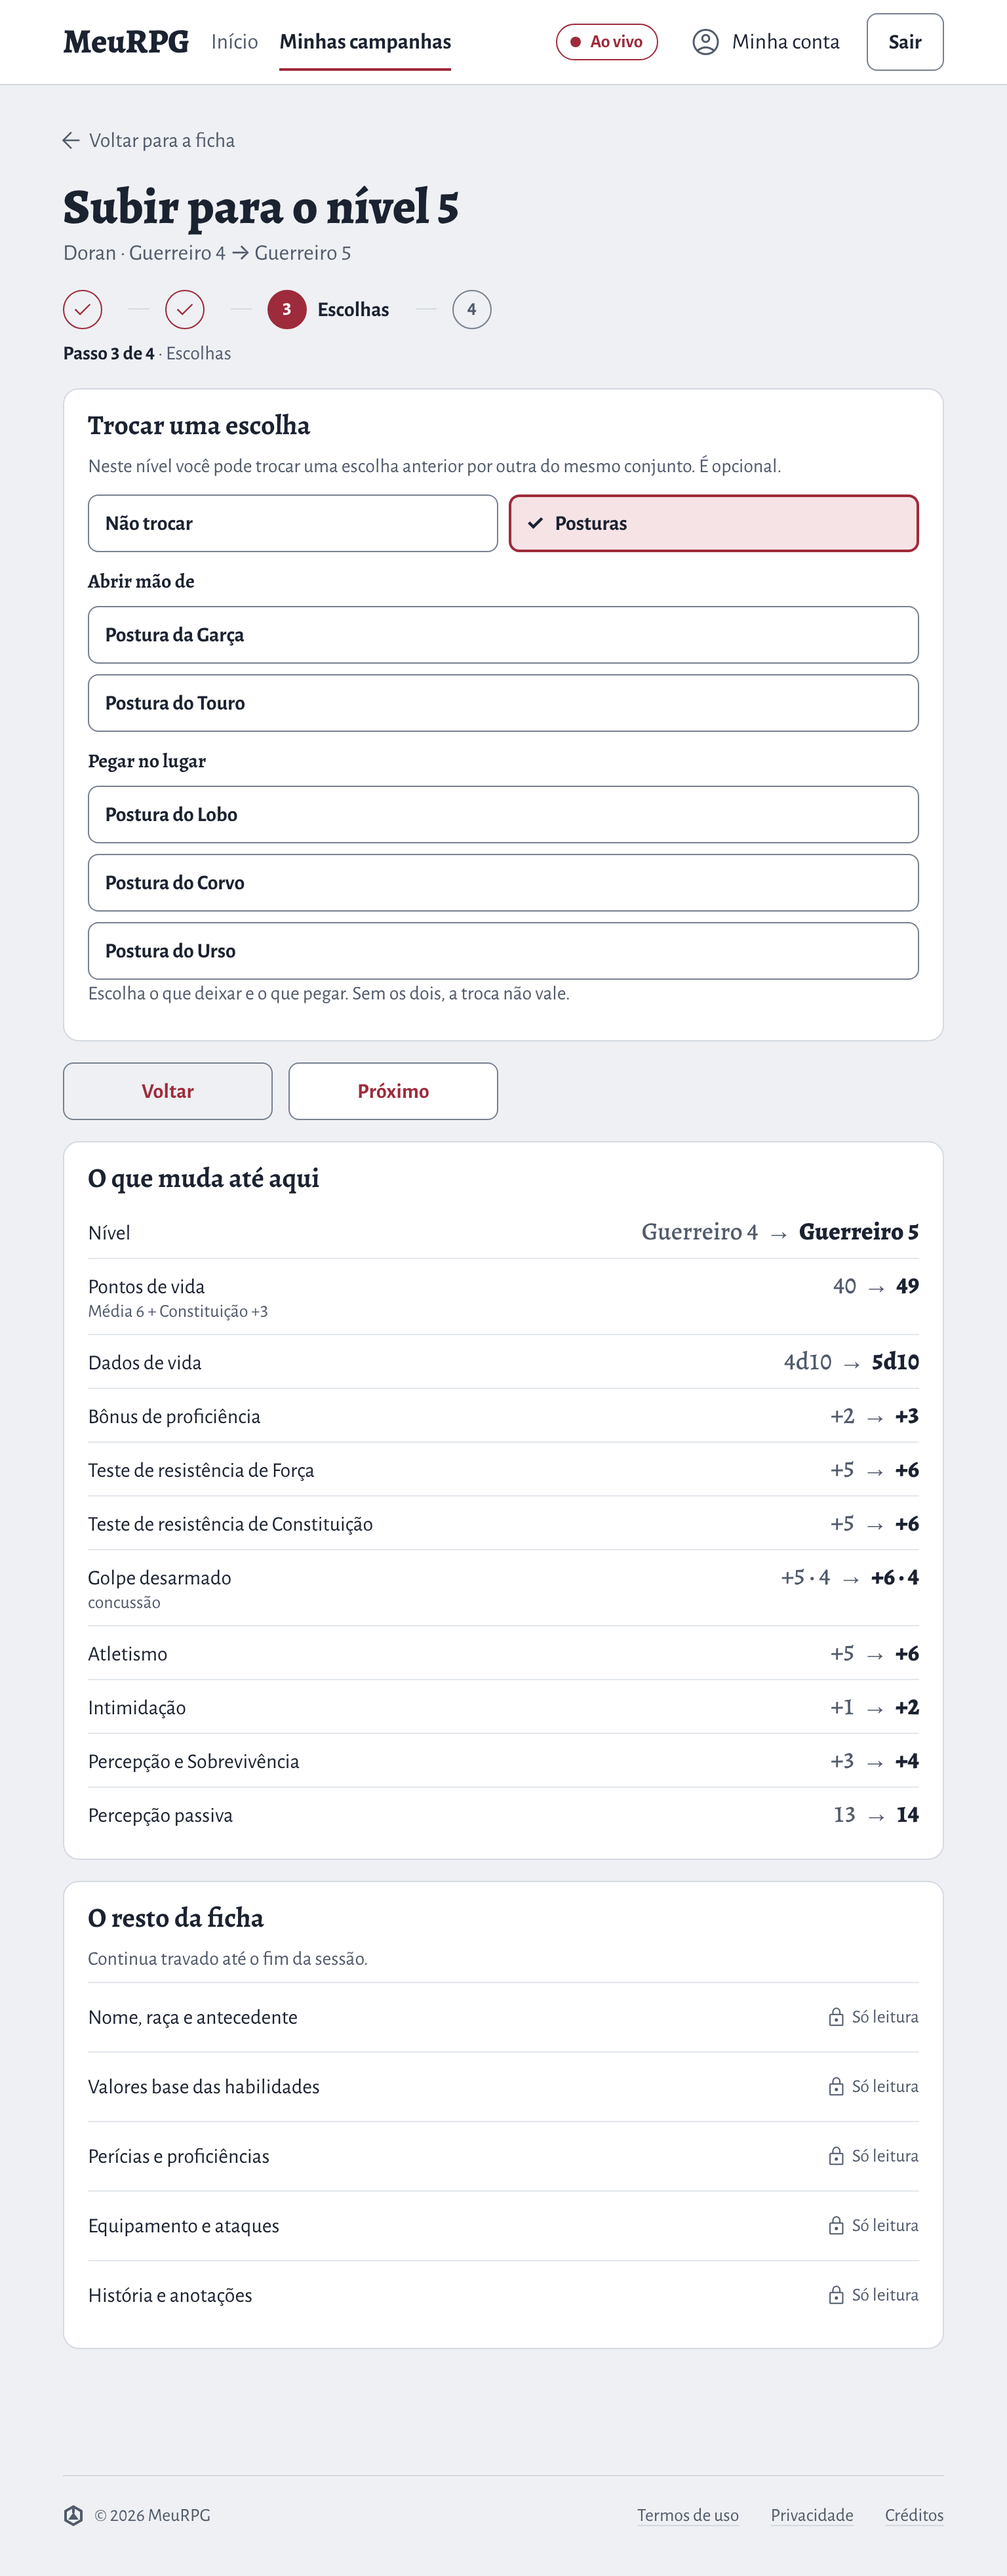 MeuRPG Início Minhas campanhas Ao vivo Minha conta Sair
Voltar para a ficha
Subir para o nível 5
Doran · Guerreiro 4 → Guerreiro 5
3 Escolhas 4
Passo 3 de 4 · Escolhas
Trocar uma escolha
Neste nível você pode trocar uma escolha anterior por outra do mesmo conjunto. É opcional.
Não trocar Posturas
Abrir mão de
Postura da Garça
Postura do Touro
Pegar no lugar
Postura do Lobo
Postura do Corvo
Postura do Urso
Escolha o que deixar e o que pegar. Sem os dois, a troca não vale.
Voltar Próximo
O que muda até aqui
Nível Guerreiro 4 → Guerreiro 5
Pontos de vida 40 → 49
Média 6 + Constituição +3
Dados de vida 4d10 → 5d10
Bônus de proficiência +2 → +3
Teste de resistência de Força +5 → +6
Teste de resistência de Constituição +5 → +6
Golpe desarmado +5 · 4 → +6 · 4
concussão
Atletismo +5 → +6
Intimidação +1 → +2
Percepção e Sobrevivência +3 → +4
Percepção passiva 13 → 14
O resto da ficha
Continua travado até o fim da sessão.
Nome, raça e antecedente Só leitura
Valores base das habilidades Só leitura
Perícias e proficiências Só leitura
Equipamento e ataques Só leitura
História e anotações Só leitura
© 2026 MeuRPG Termos de uso Privacidade Créditos